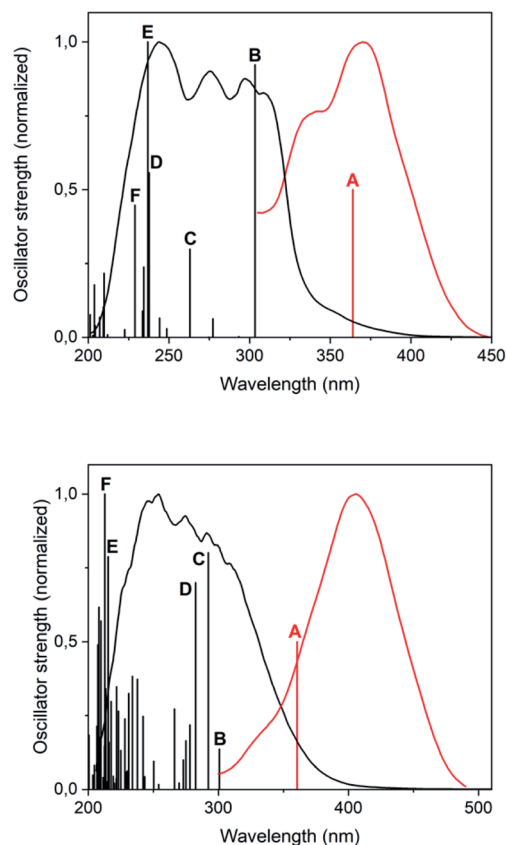 Oscillator strength (normalized)
1,0
0,5
0,0
E
B
D
A
F
C
200 250 300 350 400 450
Wavelength (nm)
Oscillator strength (normalized)
1,0
0,5
0,0
F
E
C
D
A
B
200 300 400 500
Wavelength (nm)